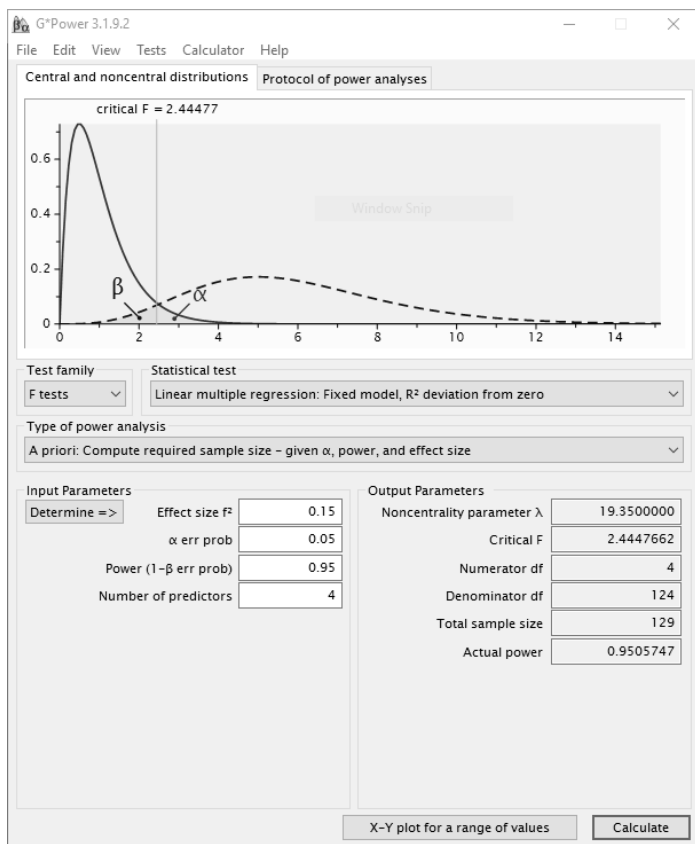 G*Power 3.1.9.2
File Edit View Tests Calculator Help
Central and noncentral distributions Protocol of power analyses
critical F = 2.44477
0.6
0.4
Window Snip
0.2
β α
0
0 2 4 6 8 10 12 14
Test family Statistical test
F tests Linear multiple regression: Fixed model, R² deviation from zero
Type of power analysis
A priori: Compute required sample size – given α, power, and effect size
Input Parameters Output Parameters
Determine => Effect size f² 0.15 Noncentrality parameter λ 19.3500000
α err prob 0.05 Critical F 2.4447662
Power (1-β err prob) 0.95 Numerator df 4
Number of predictors 4 Denominator df 124
Total sample size 129
Actual power 0.9505747
X-Y plot for a range of values Calculate